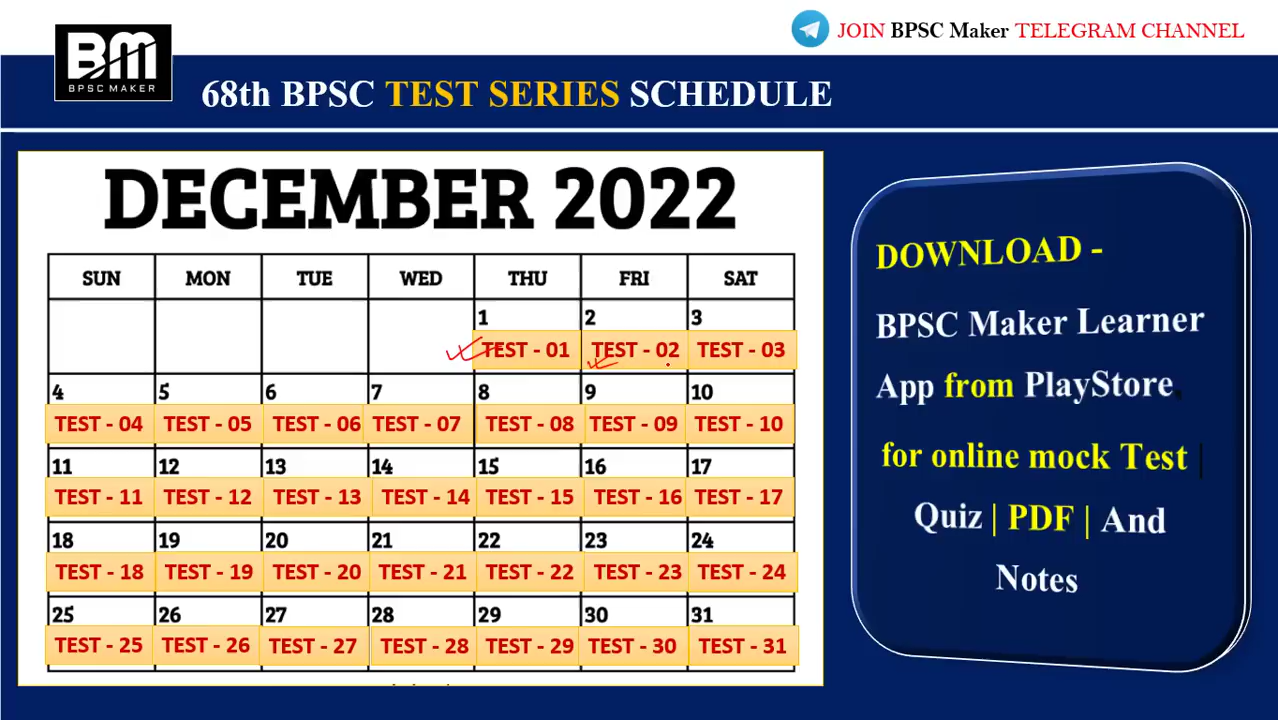 BM
BPSC MAKER
JOIN BPSC Maker TELEGRAM CHANNEL
68th BPSC TEST SERIES SCHEDULE
DECEMBER 2022
SUN MON TUE WED THU FRI SAT
1 2 3
TEST - 01 TEST - 02 TEST - 03
4 5 6 7 8 9 10
TEST - 04 TEST - 05 TEST - 06 TEST - 07 TEST - 08 TEST - 09 TEST - 10
11 12 13 14 15 16 17
TEST - 11 TEST - 12 TEST - 13 TEST - 14 TEST - 15 TEST - 16 TEST - 17
18 19 20 21 22 23 24
TEST - 18 TEST - 19 TEST - 20 TEST - 21 TEST - 22 TEST - 23 TEST - 24
25 26 27 28 29 30 31
TEST - 25 TEST - 26 TEST - 27 TEST - 28 TEST - 29 TEST - 30 TEST - 31
DOWNLOAD -
BPSC Maker Learner
App from PlayStore,
for online mock Test |
Quiz | PDF | And
Notes